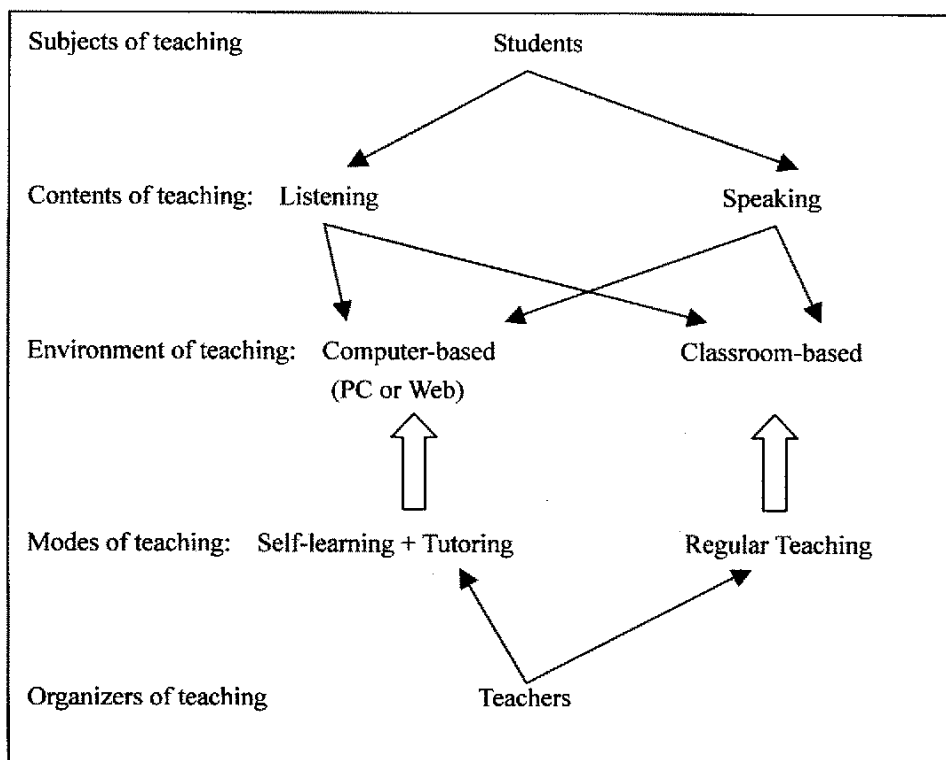 Subjects of teaching Students
Contents of teaching: Listening Speaking
Environment of teaching: Computer-based Classroom-based
(PC or Web)
Modes of teaching: Self-learning + Tutoring Regular Teaching
Organizers of teaching Teachers